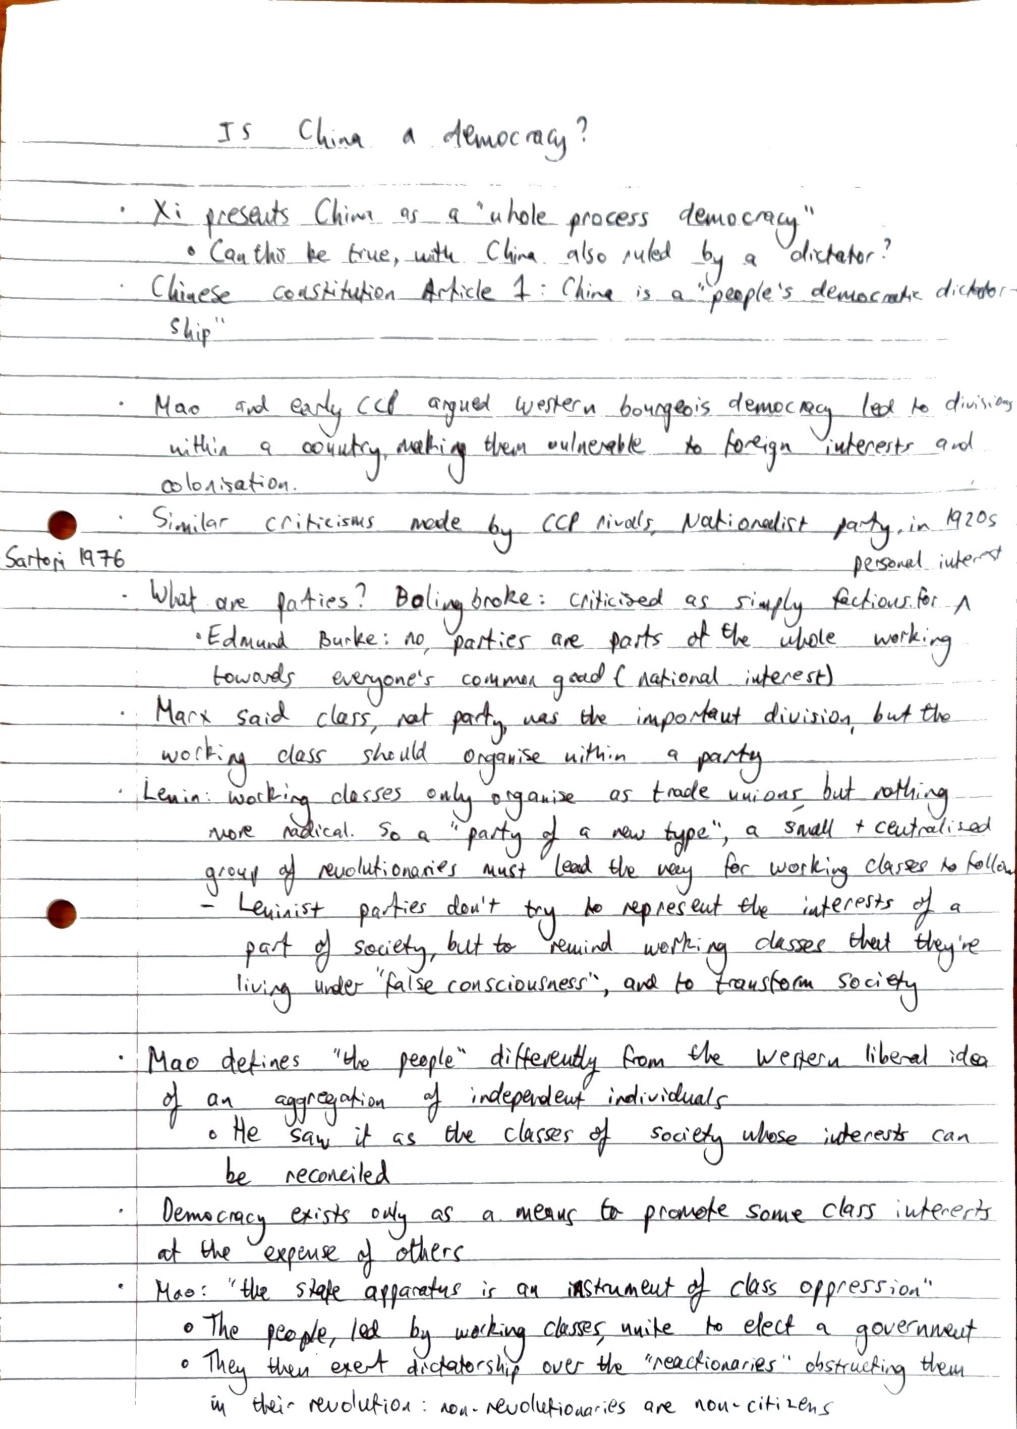 Is China a democracy?
· Xi presents China as a "whole process democracy"
• Can this be true, with China also ruled by a dictator?
· Chinese constitution Article 1: China is a "people's democratic dictator-
ship"
· Mao and early CCP argued Western bourgeois democracy led to divisions
within a country, making them vulnerable to foreign interests and
colonisation.
· Similar criticisms made by CCP rivals, Nationalist party, in 1920s
Sartori 1976
personal interest
· What are parties? Bolingbroke: criticised as simply factions for ^
• Edmund Burke: no, parties are parts of the whole working
towards everyone's common good (national interest)
· Marx said class, not party, was the important division, but the
working class should organise within a party
· Lenin: working classes only organise as trade unions, but nothing
more radical. So a "party of a new type", a small + centralised
group of revolutionaries must lead the way for working classes to follow
– Leninist parties don't try to represent the interests of a
part of society, but to remind working classes that they're
living under "false consciousness", and to transform society
· Mao defines "the people" differently from the Western liberal idea
of an aggregation of independent individuals
• He saw it as the classes of society whose interests can
be reconciled
· Democracy exists only as a means to promote some class interests
at the expense of others
· Mao: "the state apparatus is an instrument of class oppression"
• The people, led by working classes, unite to elect a government
• They then exert dictatorship over the "reactionaries" obstructing them
in their revolution: non-revolutionaries are non-citizens